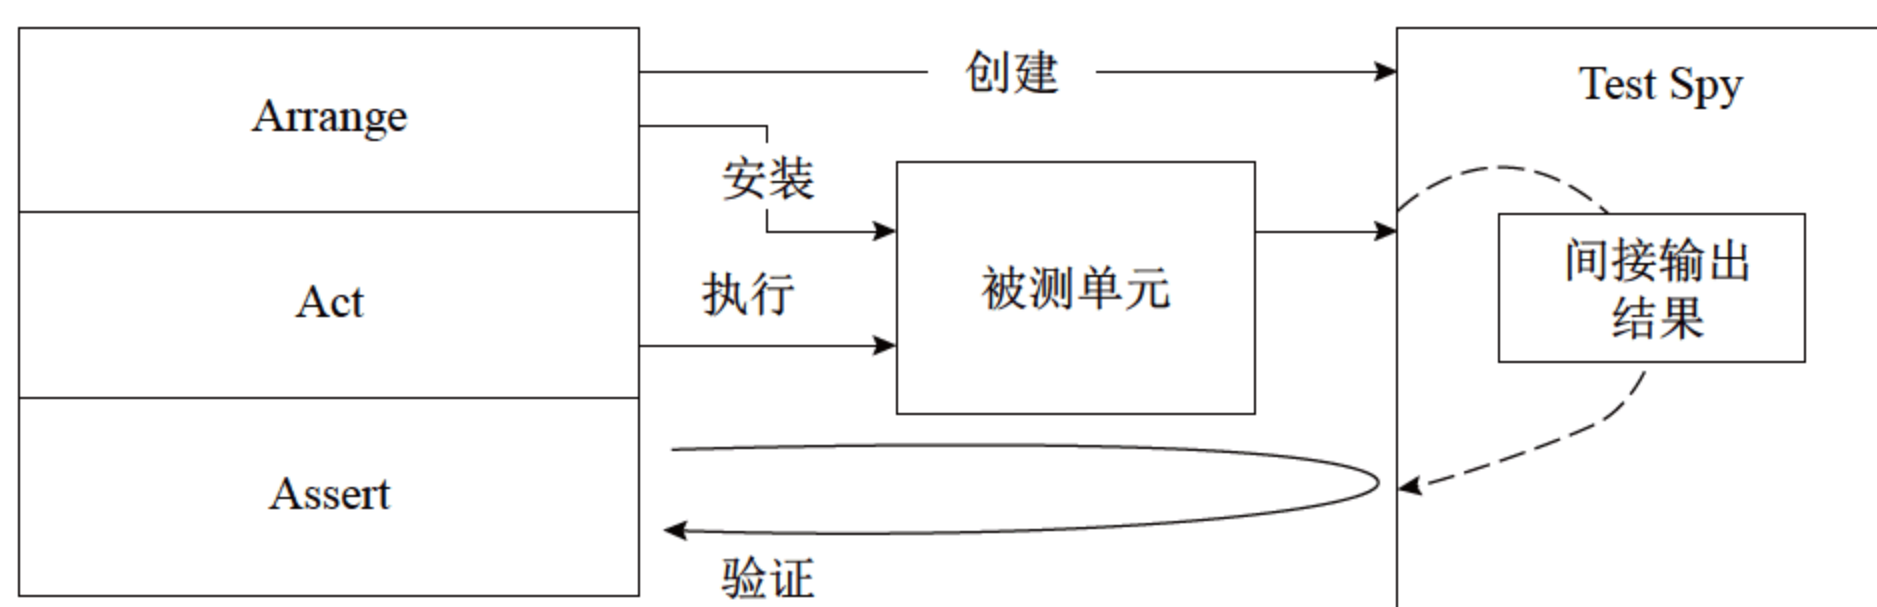 Arrange
创建
Test Spy
安装
Act
执行
被测单元
间接输出
结果
Assert
验证